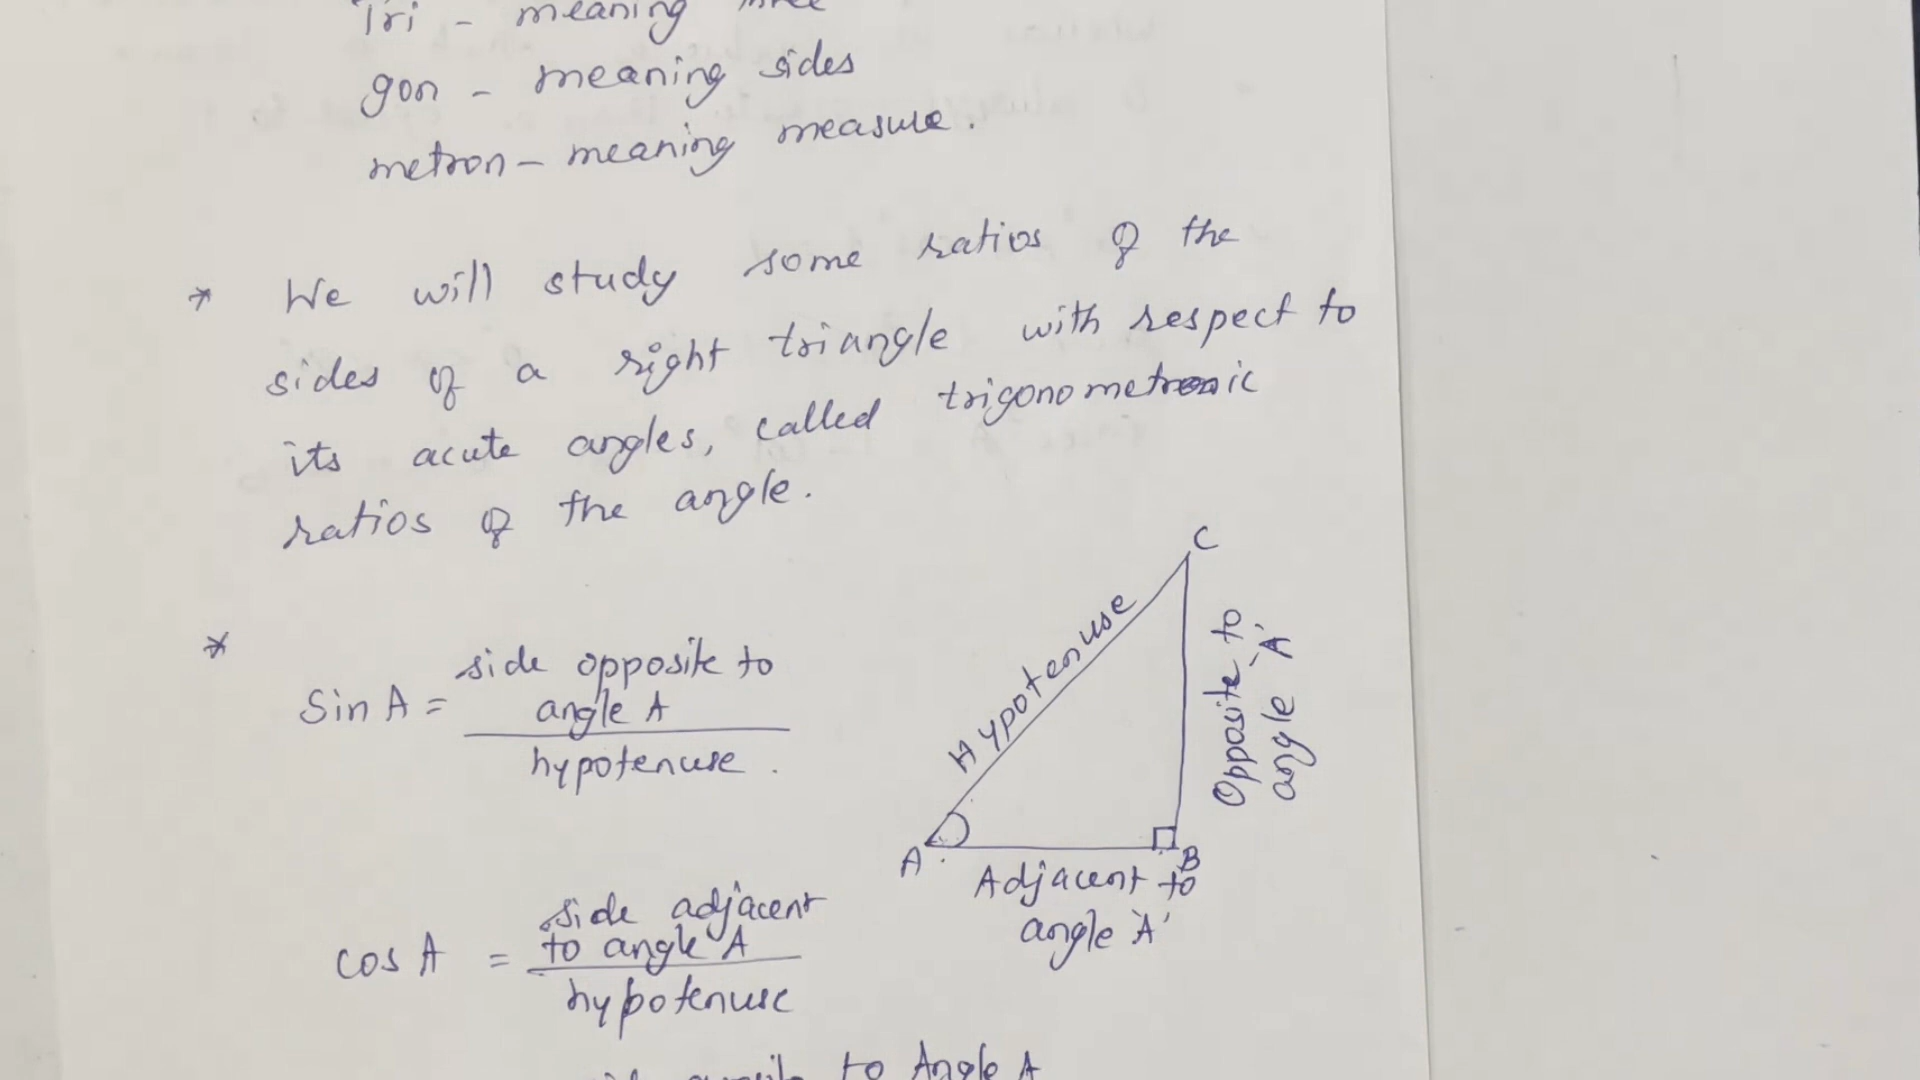 Tri - meaning three
gon - meaning sides
metron - meaning measure.
* We will study some ratios of the
sides of a right triangle with respect to
its acute angles, called trigonometric
ratios of the angle.
*
Sin A = side opposite to
angle A
hypotenuse.
C
Hypotenuse
Opposite to
angle 'A'
A
B
Adjacent to
angle 'A'
cos A = side adjacent
to angle A
hypotenuse
to Angle A